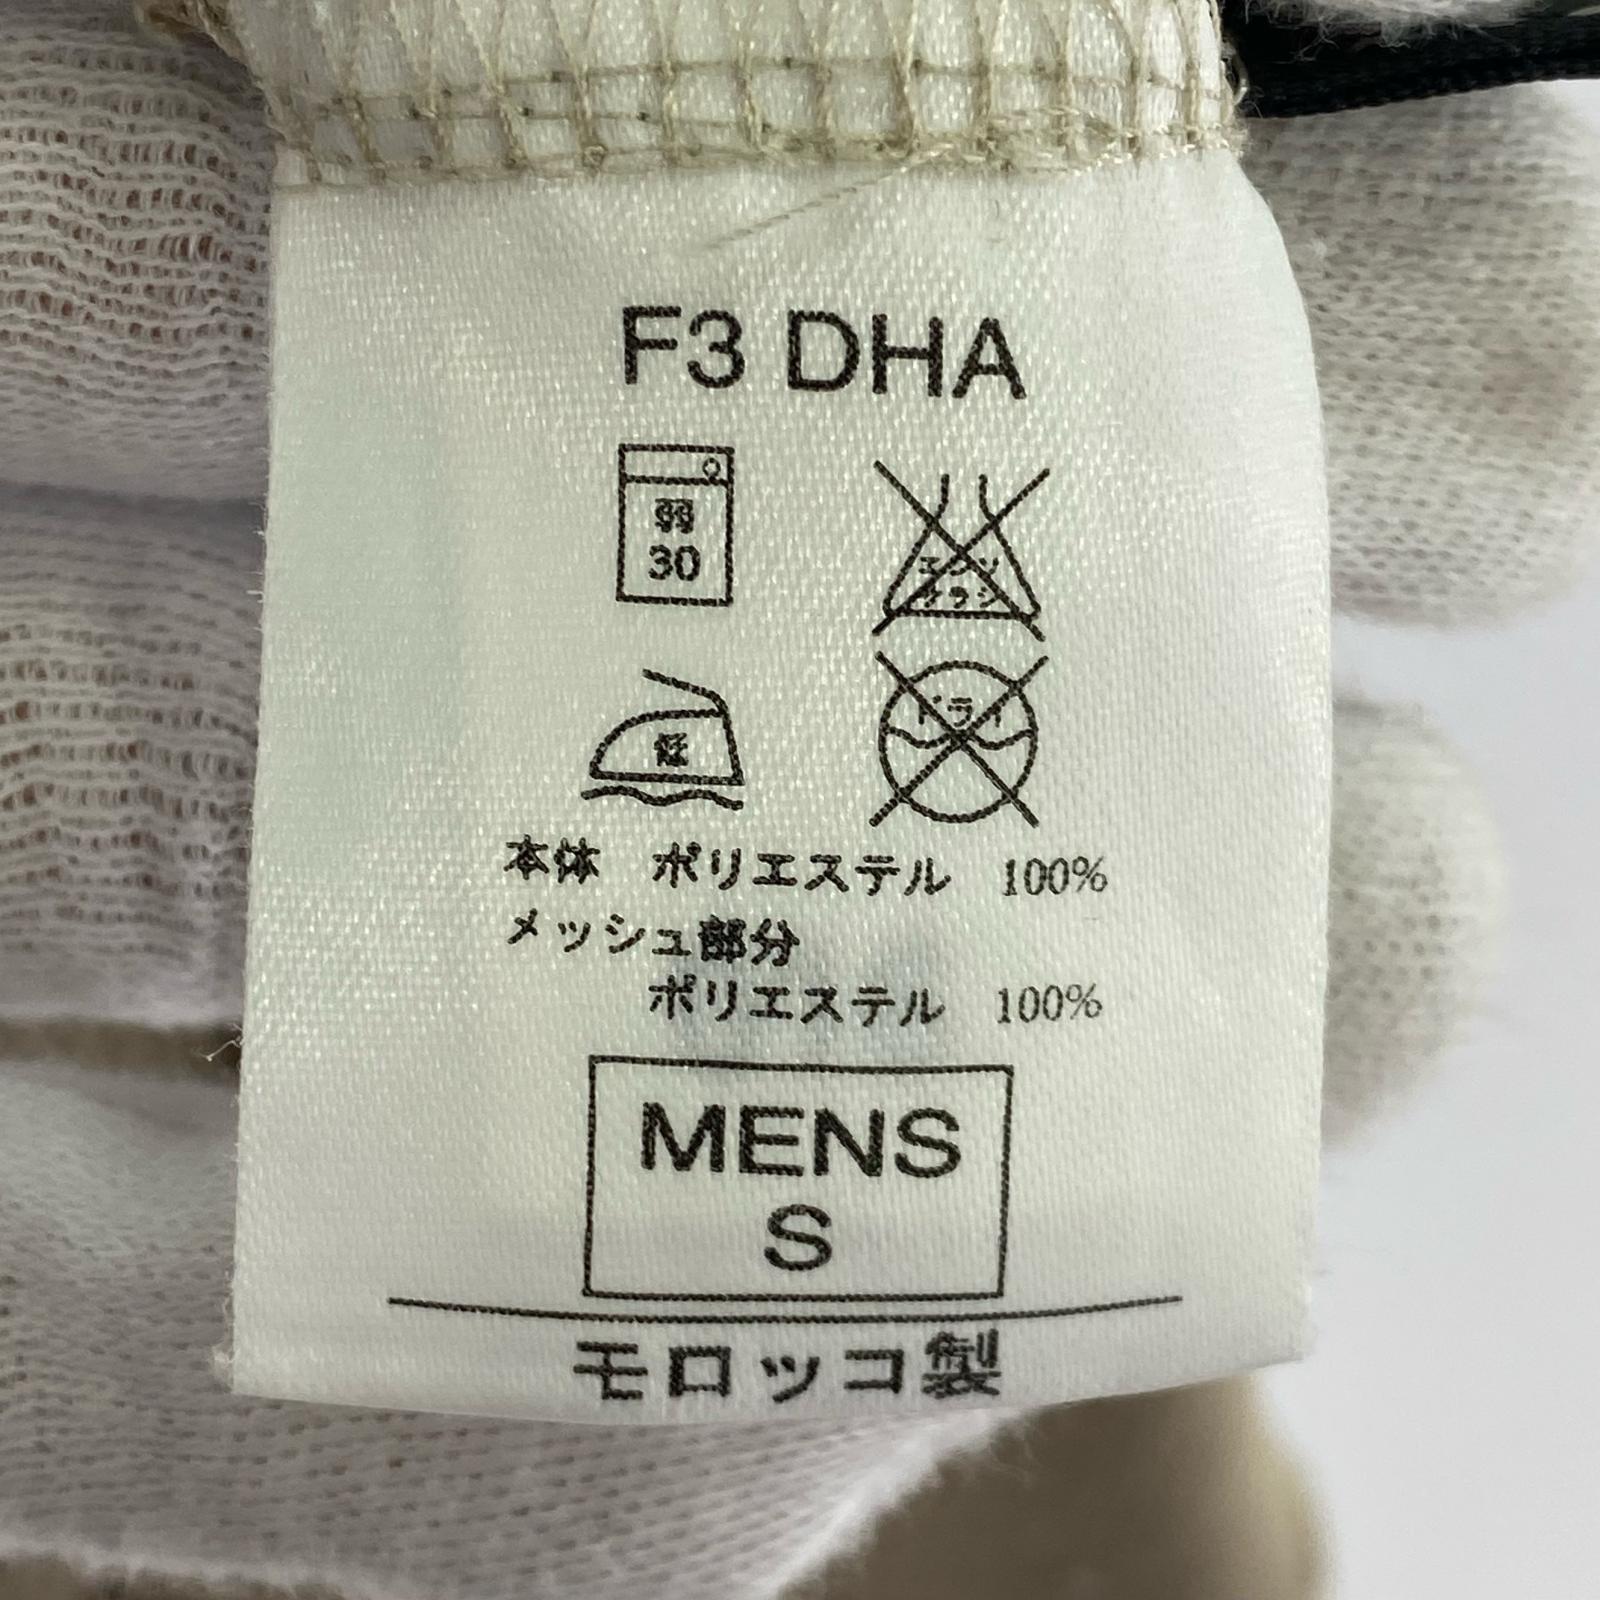 F3 DHA
弱
30
エンソ
サラシ
低
ドライ
本体 ポリエステル 100%
メッシュ部分
ポリエステル 100%
MENS
S
モロッコ製